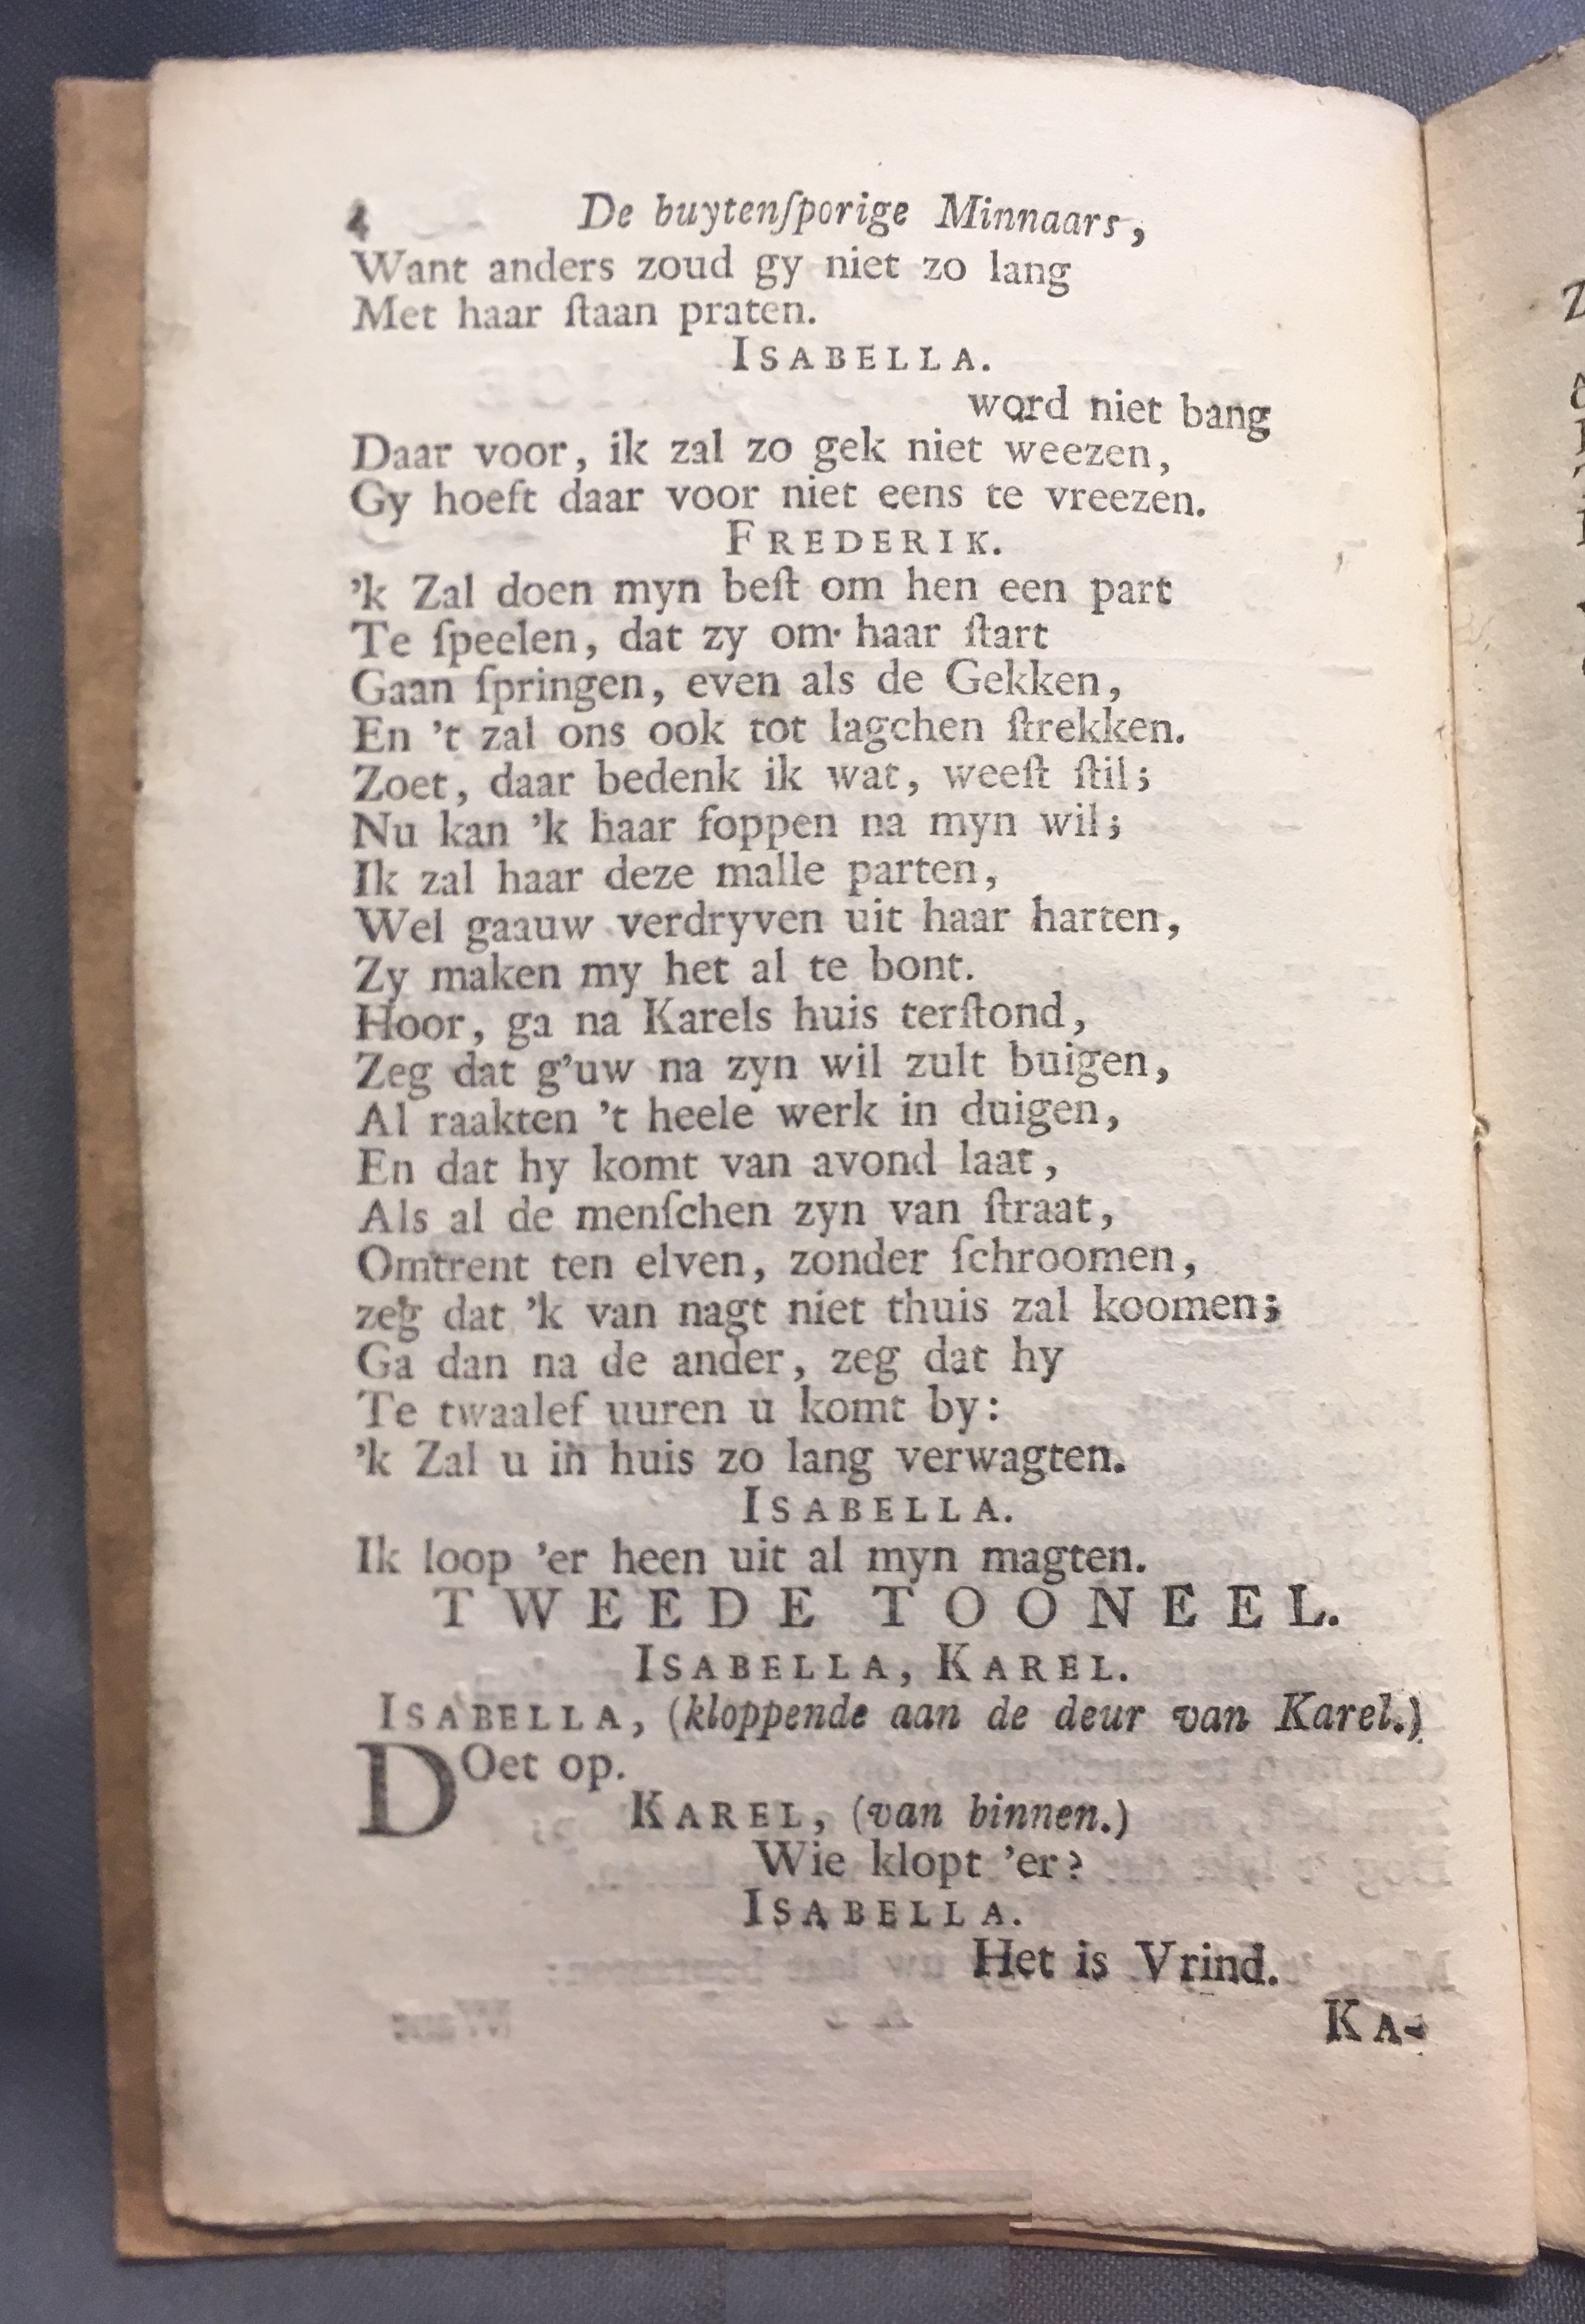 4 De buytenſporige Minnaars,
Want anders zoud gy niet zo lang
Met haar ſtaan praten.
ISABELLA.
word niet bang
Daar voor, ik zal zo gek niet weezen,
Gy hoeft daar voor niet eens te vreezen.
FREDERIK.
’k Zal doen myn beſt om hen een part
Te ſpeelen, dat zy om haar ſtart
Gaan ſpringen, even als de Gekken,
En ’t zal ons ook tot lagchen ſtrekken.
Zoet, daar bedenk ik wat, weeſt ſtil;
Nu kan ’k haar foppen na myn wil;
Ik zal haar deze malle parten,
Wel gaauw verdryven uit haar harten,
Zy maken my het al te bont.
Hoor, ga na Karels huis terſtond,
Zeg dat g’uw na zyn wil zult buigen,
Al raakten ’t heele werk in duigen,
En dat hy komt van avond laat,
Als al de menſchen zyn van ſtraat,
Omtrent ten elven, zonder ſchroomen,
zeg dat ’k van nagt niet thuis zal koomen;
Ga dan na de ander, zeg dat hy
Te twaalef uuren u komt by:
’k Zal u in huis zo lang verwagten.
ISABELLA.
Ik loop ’er heen uit al myn magten.
TWEEDE TOONEEL.
ISABELLA, KAREL.
ISABELLA, (kloppende aan de deur van Karel.)
DOet op.
KAREL, (van binnen.)
Wie klopt ’er?
ISABELLA.
Het is Vrind.
KA-